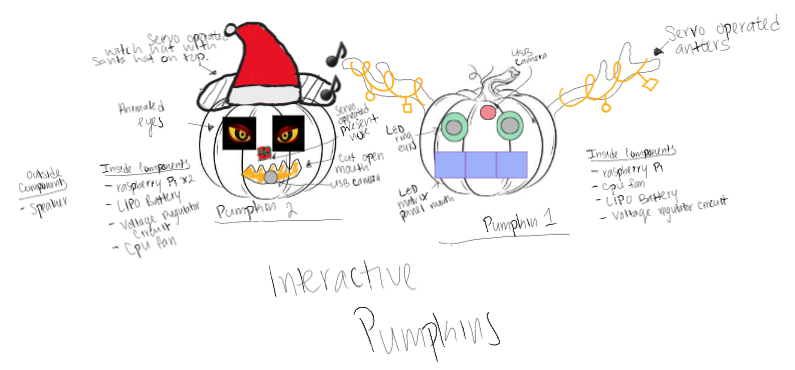 Servo operated
witch hat with
santa hat on top.
Animated
eyes
Servo
operated
present
nose
cut open
mouth
USB camera
Outside
Components
- Speaker
Inside Components
- raspberry Pi x2
- LiPO Battery
- Voltage regulator
circuit
- Cpu fan
Pumpkin 2
Servo operated
antlers
USB
camera
LED
ring
eyes
LED
matrix
panel mouth
Inside Components
- raspberry Pi
- cpu fan
- LiPO Battery
- Voltage regulator circuit
Pumpkin 1
Interactive
Pumpkins